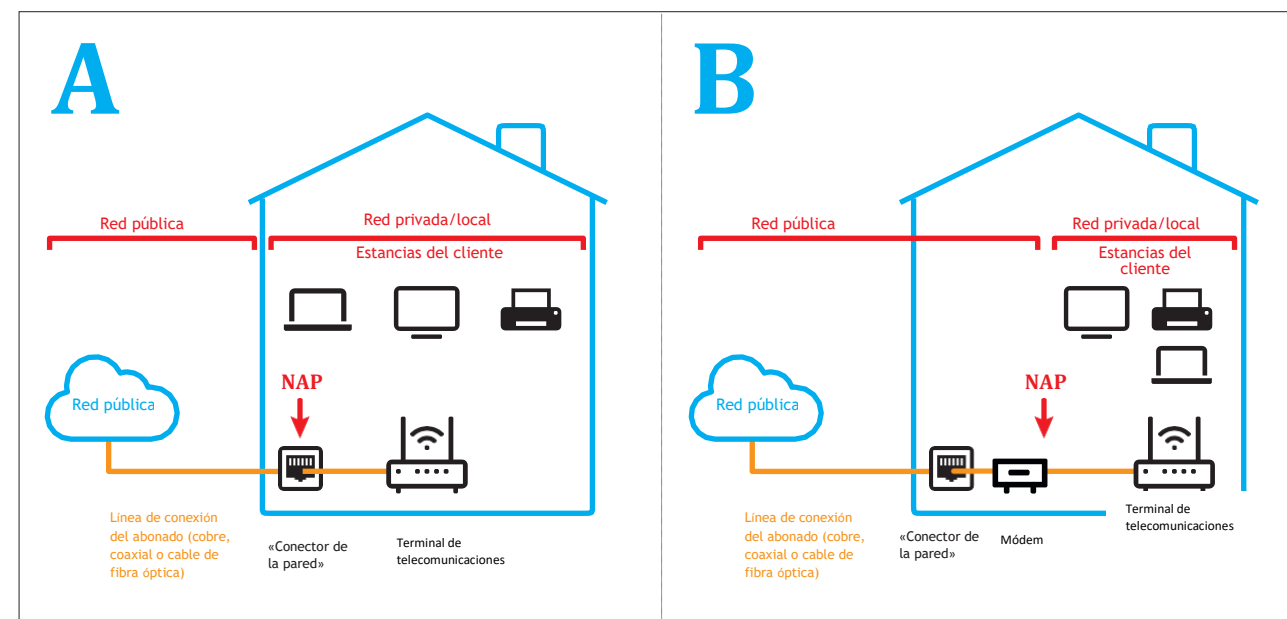 A
Red pública
Red privada/local
Estancias del cliente
NAP
Red pública
Línea de conexión
del abonado (cobre,
coaxial o cable de
fibra óptica)
«Conector de
la pared»
Terminal de
telecomunicaciones
B
Red pública
Red privada/local
Estancias del
cliente
NAP
Red pública
Línea de conexión
del abonado (cobre,
coaxial o cable de
fibra óptica)
«Conector de
la pared»
Módem
Terminal de
telecomunicaciones